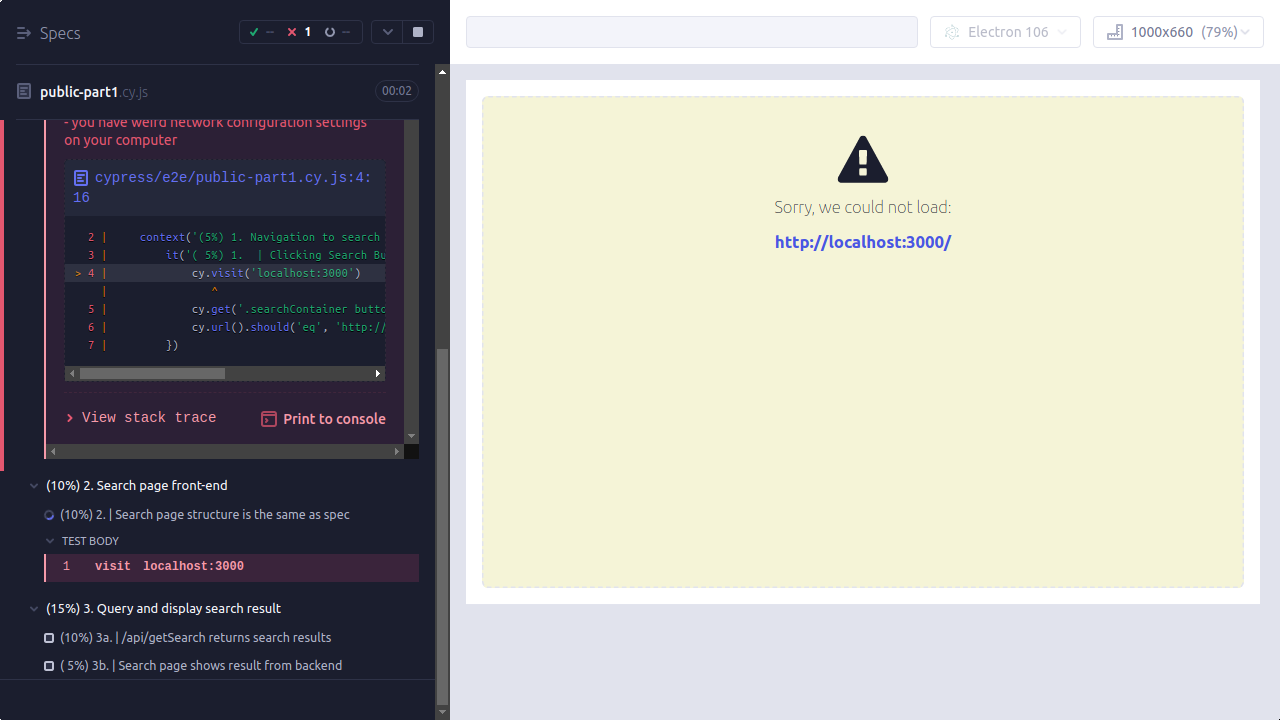 Specs
-- 1 --
public-part1.cy.js 00:02
- you have weird network configuration settings
on your computer
cypress/e2e/public-part1.cy.js:4:
16
2 | context('(5%) 1. Navigation to search
3 | it('( 5%) 1.  | Clicking Search Bu
> 4 | cy.visit('localhost:3000')
| ^
5 | cy.get('.searchContainer butto
6 | cy.url().should('eq', 'http://
7 | })
> View stack trace
Print to console
(10%) 2. Search page front-end
(10%) 2. | Search page structure is the same as spec
TEST BODY
1 visit localhost:3000
(15%) 3. Query and display search result
(10%) 3a. | /api/getSearch returns search results
( 5%) 3b. | Search page shows result from backend
Electron 106
1000x660 (79%)
Sorry, we could not load:
http://localhost:3000/